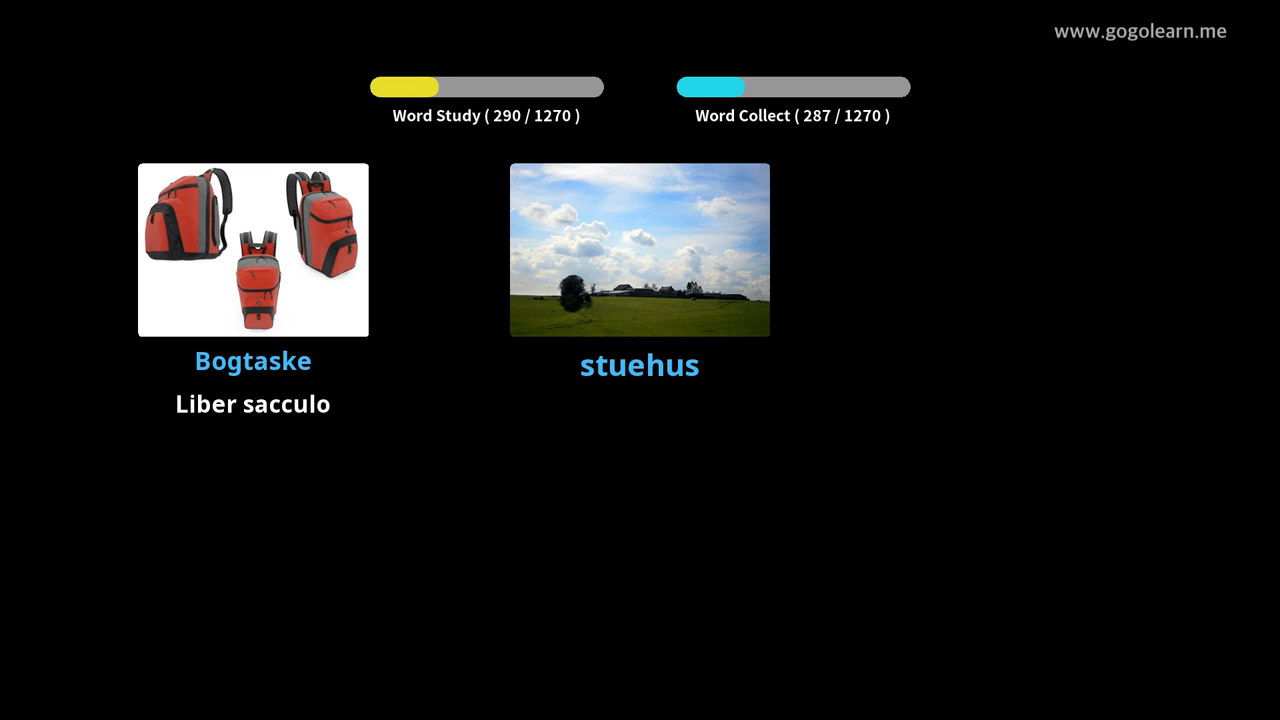 www.gogolearn.me
Word Study ( 290 / 1270 )
Word Collect ( 287 / 1270 )
Bogtaske
Liber sacculo
stuehus